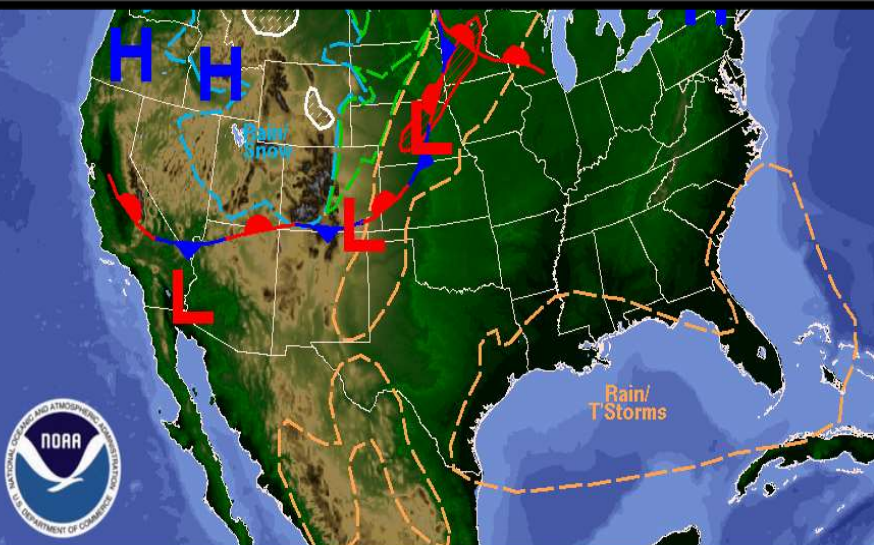 H
H
H
Rain/
Snow
L
L
L
Rain/
T'Storms
NATIONAL OCEANIC AND ATMOSPHERIC ADMINISTRATION
NOAA
U.S. DEPARTMENT OF COMMERCE